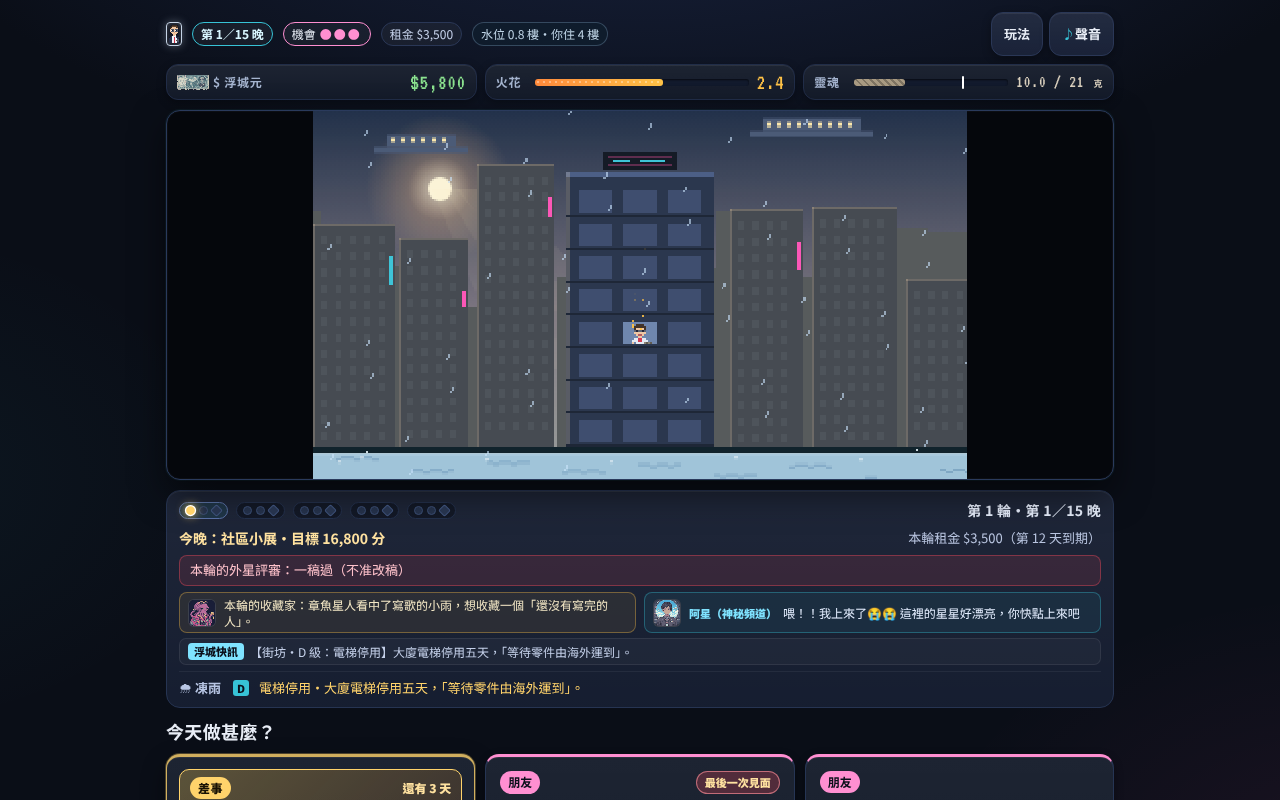 第 1／15 晚
機會
租金 $3,500
水位 0.8 樓・你住 4 樓
玩法
♪聲音
$ 浮城元
$5,800
火花
2.4
靈魂
10.0 / 21 克
第 1 輪・第 1／15 晚
今晚：社區小展・目標 16,800 分
本輪租金 $3,500（第 12 天到期）
本輪的外星評審：一稿過（不准改稿）
本輪的收藏家：章魚星人看中了寫歌的小雨，想收藏一個「還沒有寫完的
人」。
阿星（神秘頻道） 喂！！我上來了😭😭 這裡的星星好漂亮，你快點上來吧
浮城快訊 【街坊・D 級：電梯停用】大廈電梯停用五天，「等待零件由海外運到」。
🌧 凍雨 D 電梯停用・大廈電梯停用五天，「等待零件由海外運到」。
今天做甚麼？
差事
還有 3 天
朋友
最後一次見面
朋友